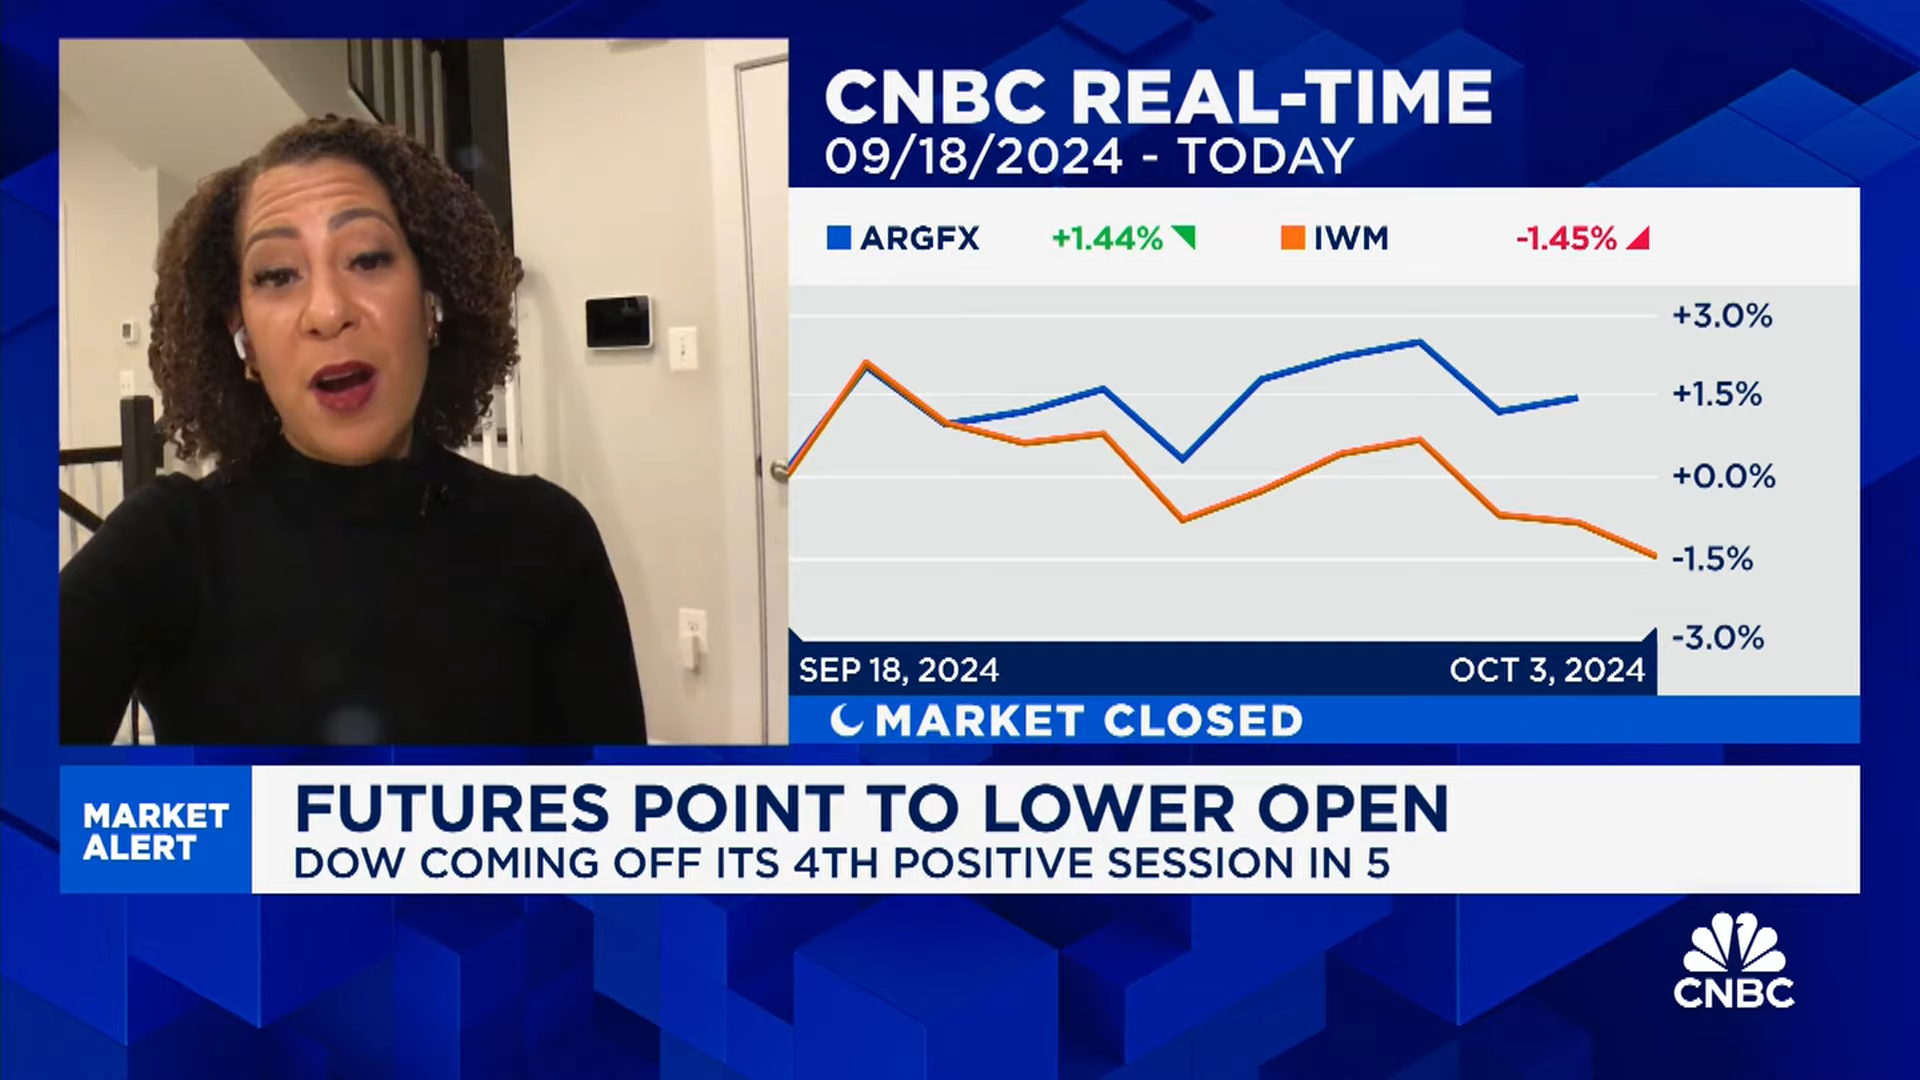 CNBC REAL-TIME
09/18/2024 - TODAY
ARGFX +1.44% IWM -1.45%
+3.0%
+1.5%
+0.0%
-1.5%
-3.0%
SEP 18, 2024 OCT 3, 2024
MARKET CLOSED
MARKET ALERT
FUTURES POINT TO LOWER OPEN
DOW COMING OFF ITS 4TH POSITIVE SESSION IN 5
CNBC